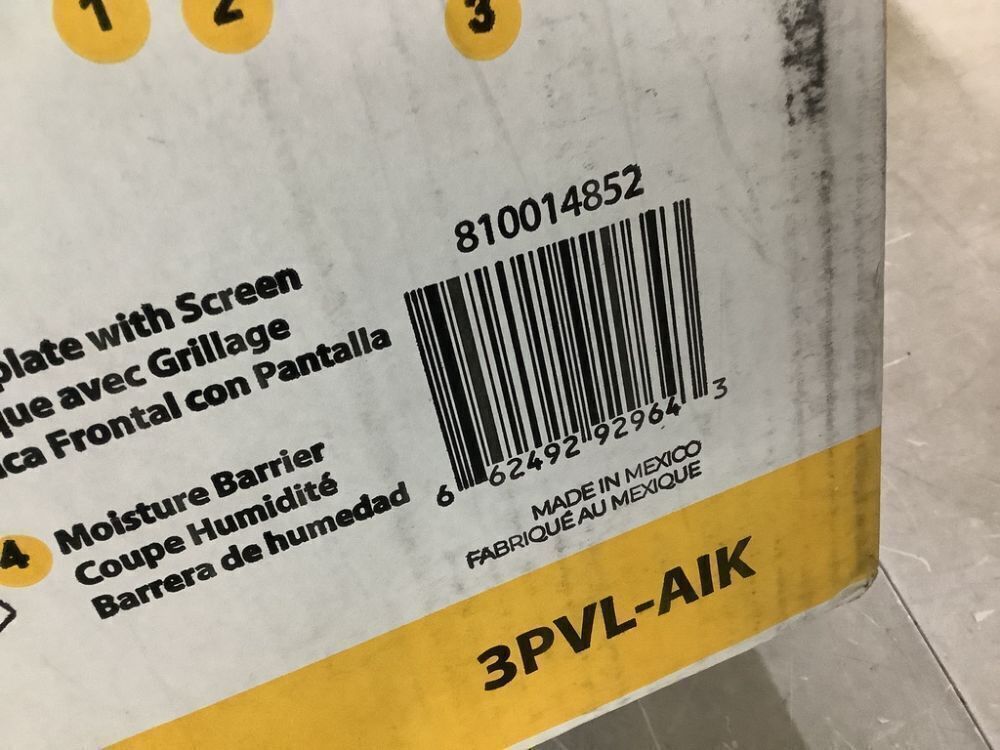 1 2 3
810014852
plate with Screen
que avec Grillage
ca Frontal con Pantalla
6 62492 92964 3
4 Moisture Barrier
Coupe Humidité
Barrera de humedad
MADE IN MEXICO
FABRIQUÉ AU MEXIQUE
3PVL-AIK